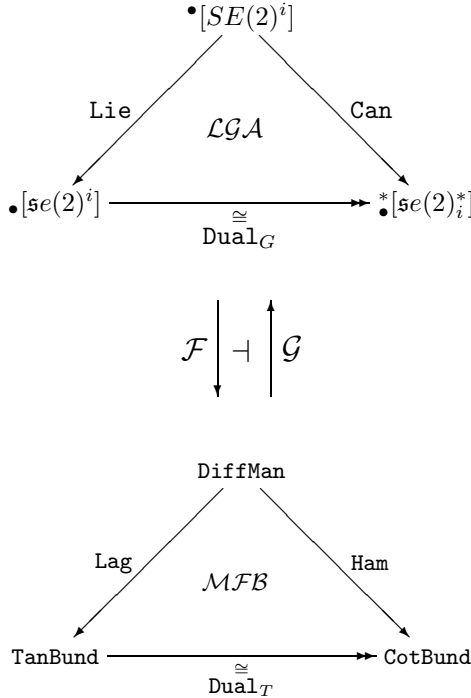 •[SE(2)^i]
Lie Can
ℒ𝒢𝒜
•[𝔰e(2)^i] ≅ *•[𝔰e(2)^*_i]
Dual_G
ℱ ⊣ 𝒢
DiffMan
Lag Ham
ℳℱℬ
TanBund ≅ CotBund
Dual_T